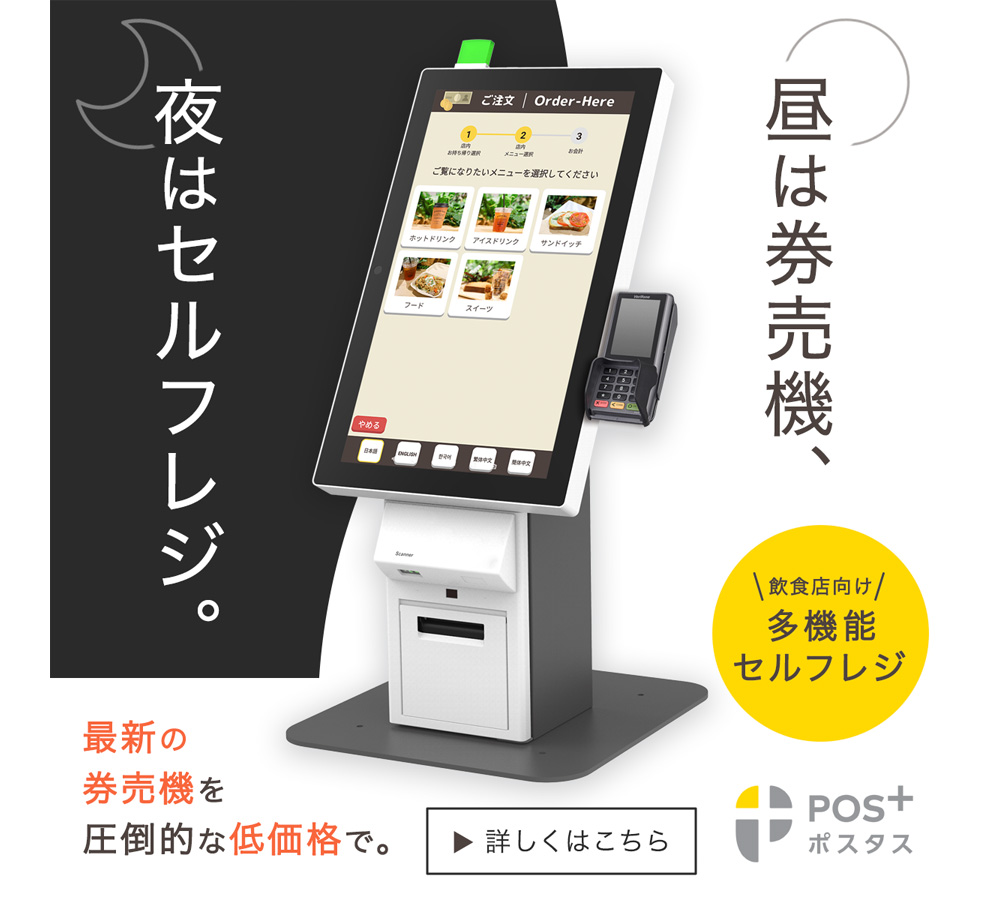 昼は券売機、
夜はセルフレジ。
ご注文 | Order-Here
1 2 3
店内
お持ち帰り選択
店内
メニュー選択
お会計
ご覧になりたいメニューを選択してください
ホットドリンク
アイスドリンク
サンドイッチ
フード
スイーツ
やめる
日本語
ENGLISH
한국어
繁体中文
簡体中文
Scanner
\飲食店向け/
多機能
セルフレジ
最新の
券売機を
圧倒的な低価格で。
▶ 詳しくはこちら
POS+
ポスタス